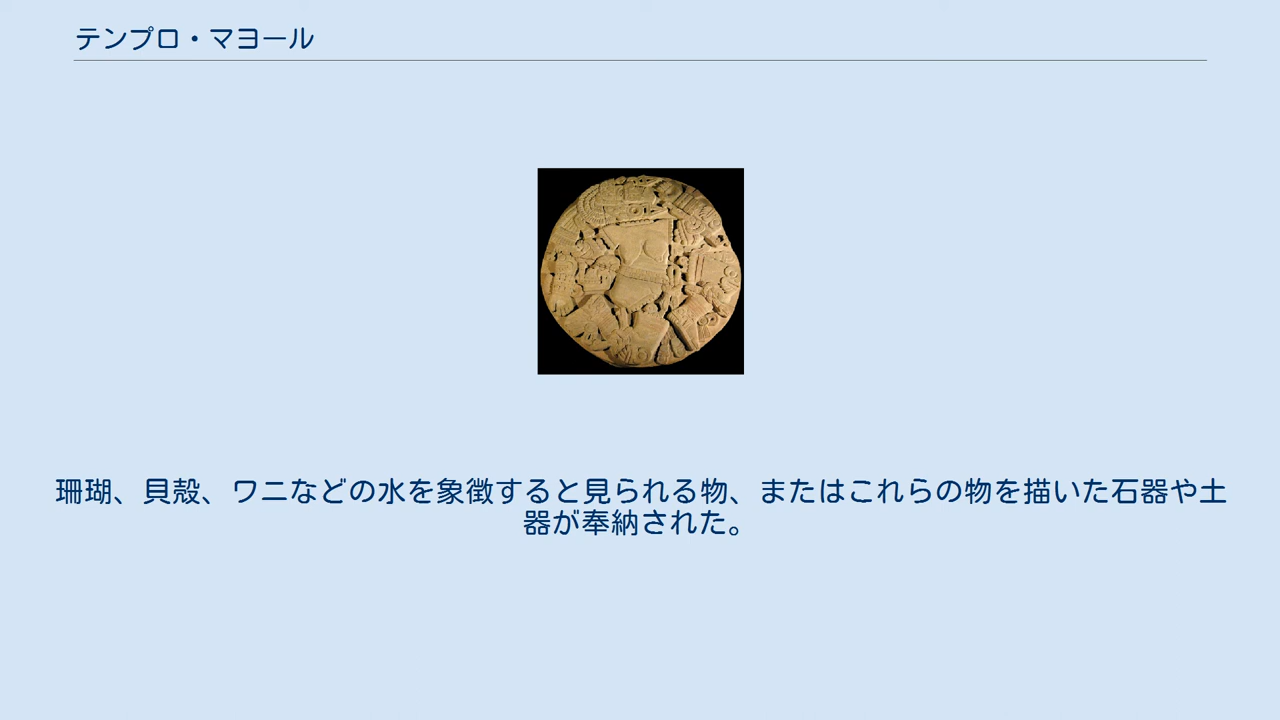 テンプロ・マヨール
珊瑚、貝殻、ワニなどの水を象徴すると見られる物、またはこれらの物を描いた石器や土
器が奉納された。